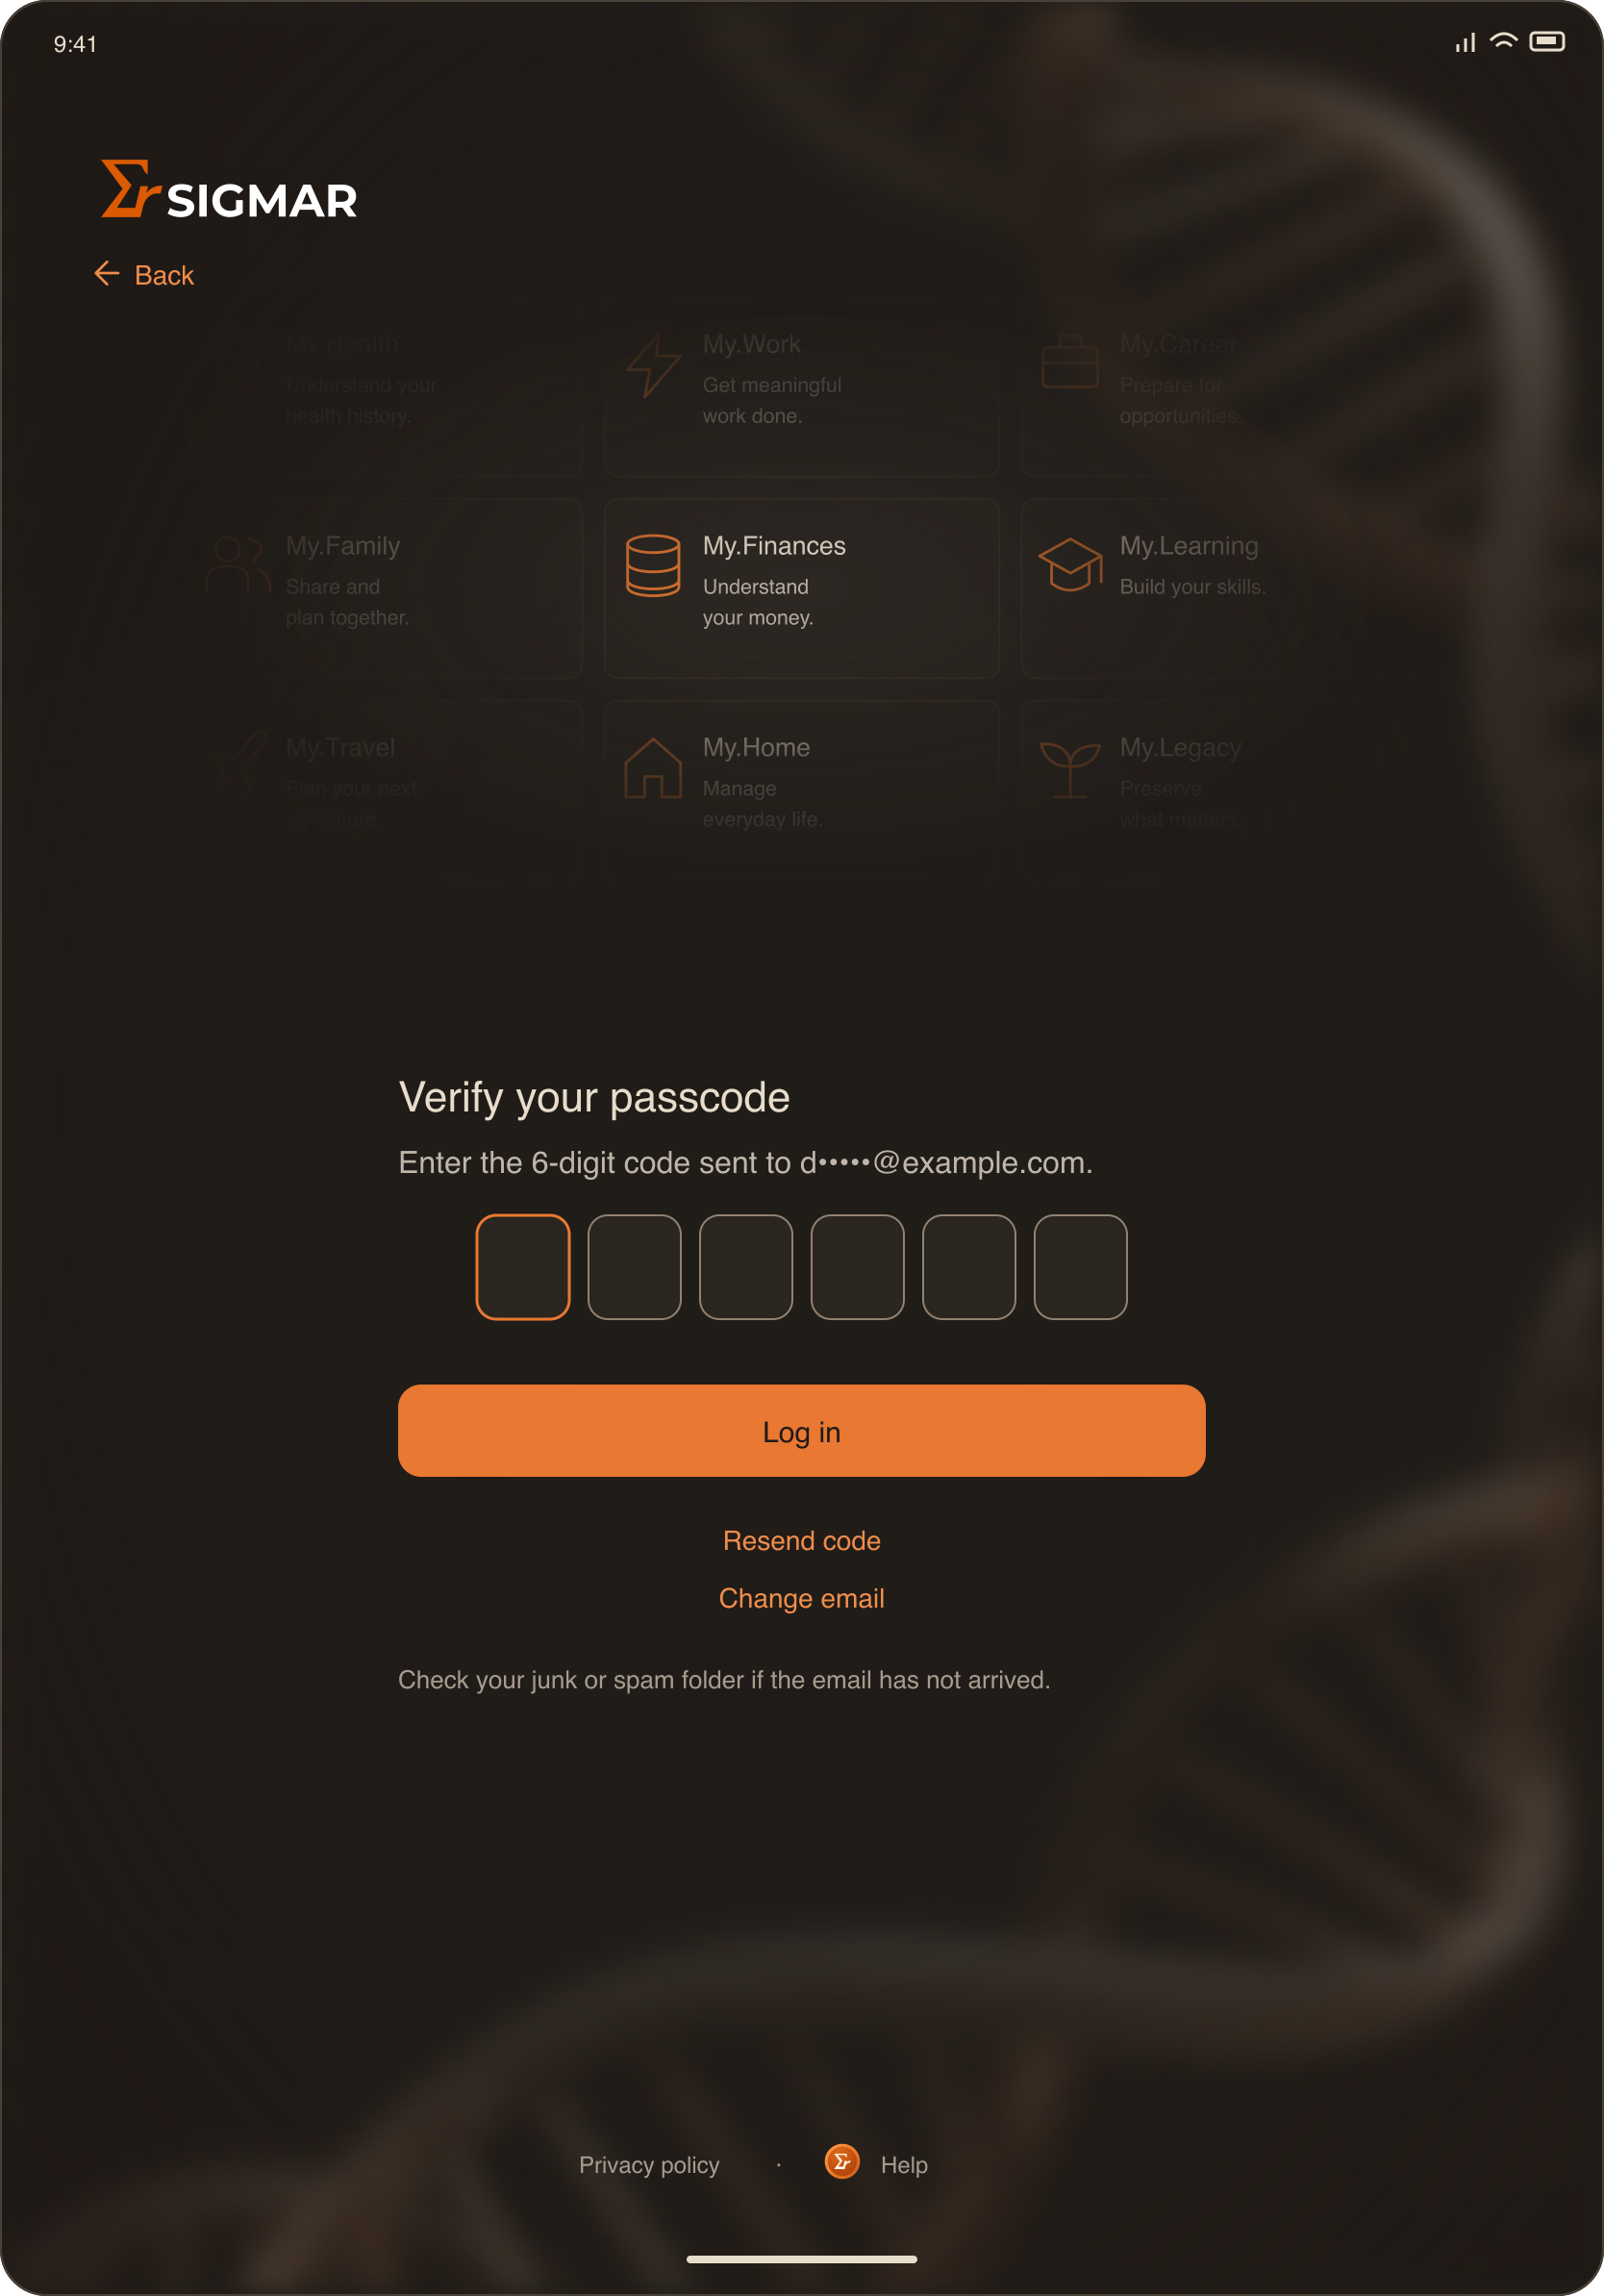 9:41
Σr SIGMAR
Back
My.Health
Understand your
health history.
My.Work
Get meaningful
work done.
My.Career
Prepare for
opportunities.
My.Family
Share and
plan together.
My.Finances
Understand
your money.
My.Learning
Build your skills.
My.Travel
Plan your next
adventure.
My.Home
Manage
everyday life.
My.Legacy
Preserve
what matters.
Verify your passcode
Enter the 6-digit code sent to d•••••@example.com.
Log in
Resend code
Change email
Check your junk or spam folder if the email has not arrived.
Privacy policy · Σr Help